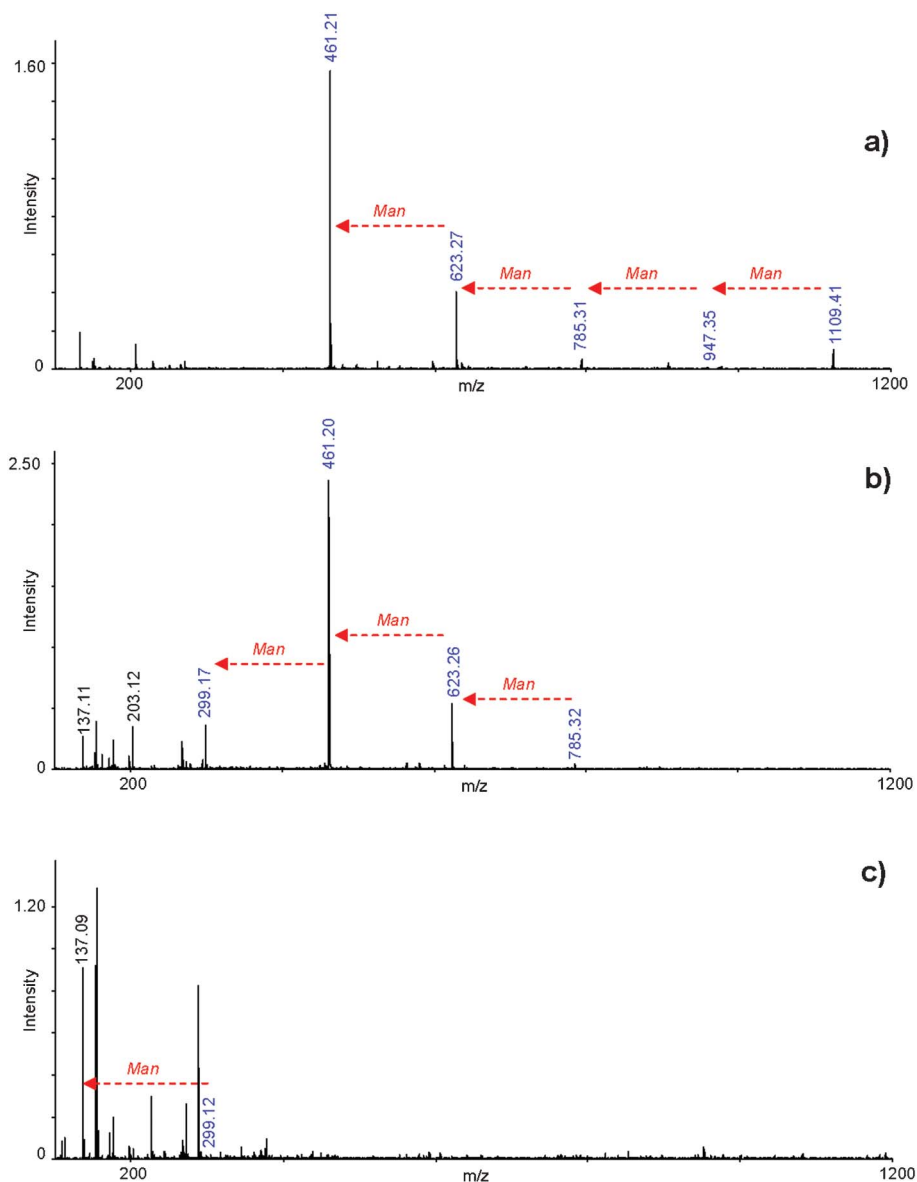 461.21
1.60
a)
Intensity
Man
623.27
Man
Man
Man
785.31
947.35
1109.41
0
200
m/z
1200
461.20
2.50
b)
Intensity
Man
Man
299.17
623.26
Man
203.12
137.11
785.32
0
200
m/z
1200
c)
1.20
137.09
Intensity
Man
299.12
0
200
m/z
1200